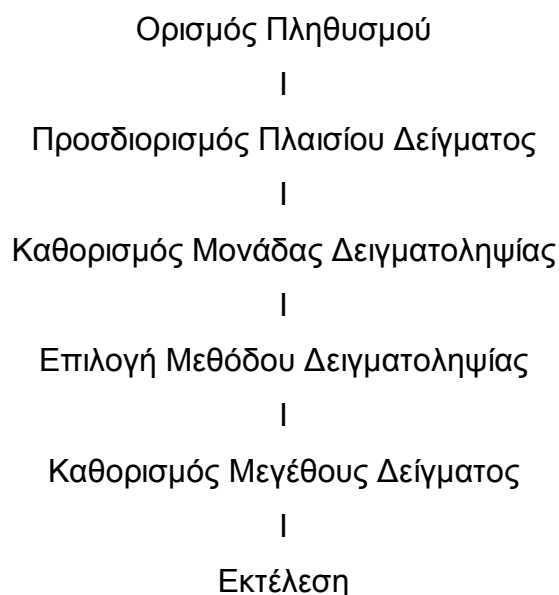 Ορισμός Πληθυσμού
|
Προσδιορισμός Πλαισίου Δείγματος
|
Καθορισμός Μονάδας Δειγματοληψίας
|
Επιλογή Μεθόδου Δειγματοληψίας
|
Καθορισμός Μεγέθους Δείγματος
|
Εκτέλεση